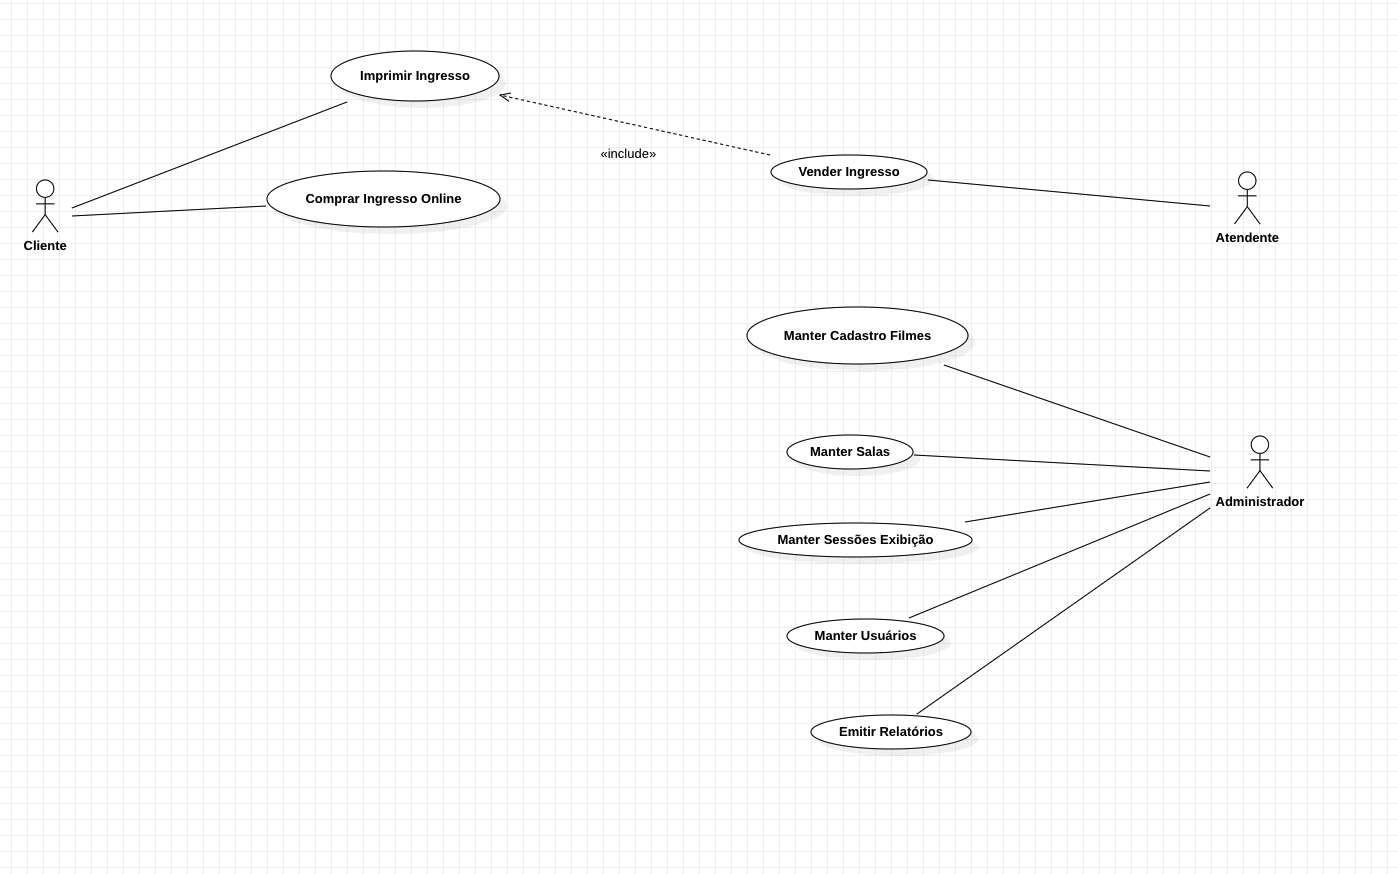 Imprimir Ingresso
«include»
Vender Ingresso
Comprar Ingresso Online
Cliente
Atendente
Manter Cadastro Filmes
Manter Salas
Administrador
Manter Sessões Exibição
Manter Usuários
Emitir Relatórios